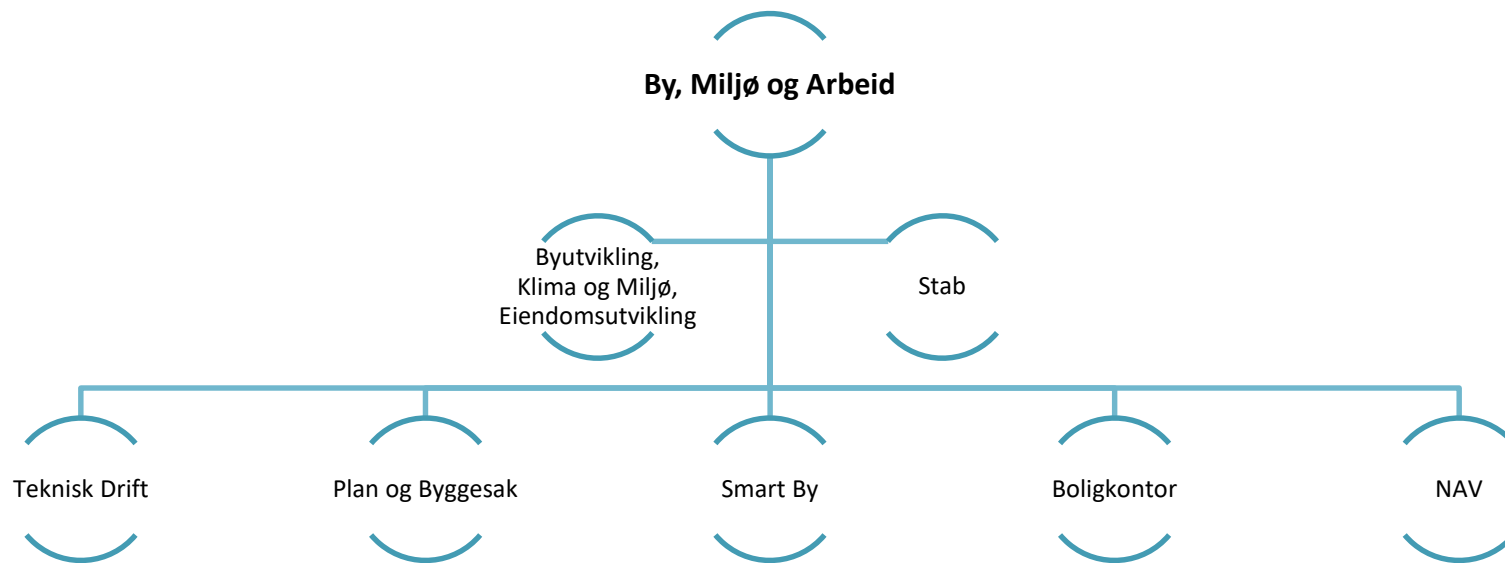 By, Miljø og Arbeid
Byutvikling,
Klima og Miljø,
Eiendomsutvikling
Stab
Teknisk Drift
Plan og Byggesak
Smart By
Boligkontor
NAV